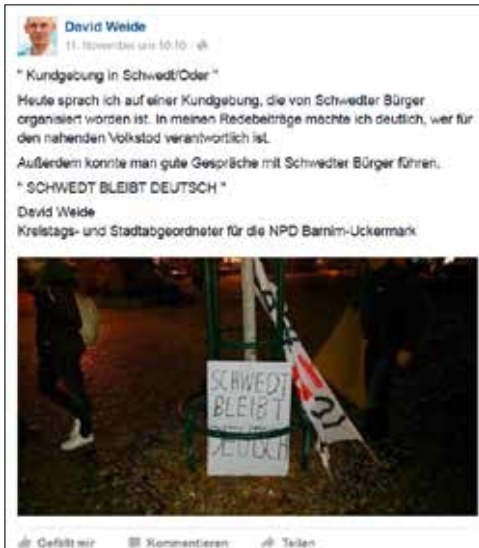 David Weide
11. November um 10:10
" Kundgebung in Schwedt/Oder "
Heute sprach ich auf einer Kundgebung, die von Schwedter Bürger
organisiert worden ist. In meinen Redebeiträge machte ich deutlich, wer für
den nahenden Volkstod verantwortlich ist.
Außerdem konnte man gute Gespräche mit Schwedter Bürger führen.
" SCHWEDT BLEIBT DEUTSCH "
David Weide
Kreistags- und Stadtabgeordneter für die NPD Barnim-Uckermark
SCHWEDT
BLEIBT
DEUTSCH
Gefällt mir Kommentieren Teilen